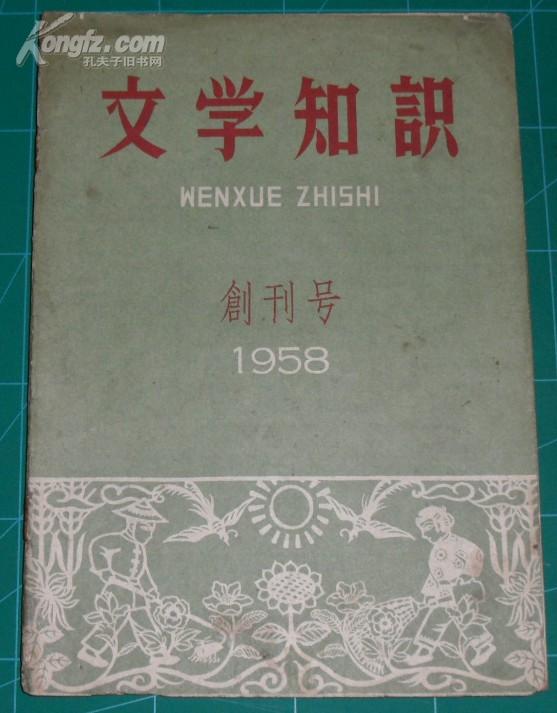 Kongfz.com
孔夫子旧书网
文学知識
WENXUE ZHISHI
創刊号
1958